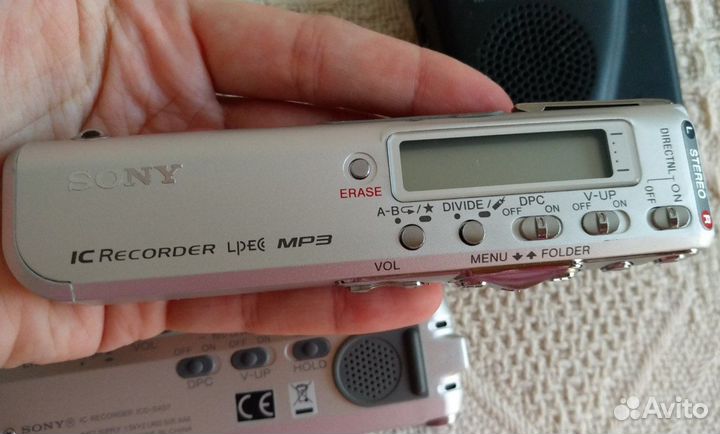 SONY
IC RECORDER LPEC MP3
ERASE
A-B /★
DIVIDE/
DPC
OFF ON
V-UP
OFF ON
DIRECTNL
OFF ON
L STEREO R
VOL
MENU FOLDER
VOL
OFF ON
DPC
OFF ON
V-UP
HOLD
CE
SONY IC RECORDER
Avito